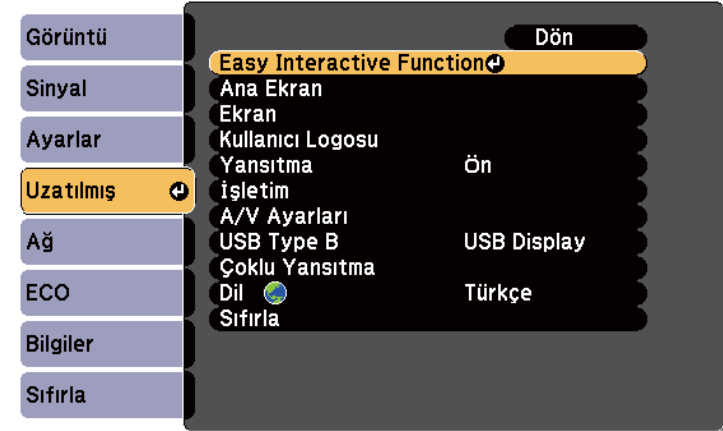 Görüntü
Sinyal
Ayarlar
Uzatılmış
Ağ
ECO
Bilgiler
Sıfırla
Dön
Easy Interactive Function
Ana Ekran
Ekran
Kullanıcı Logosu
Yansıtma Ön
İşletim
A/V Ayarları
USB Type B USB Display
Çoklu Yansıtma
Dil Türkçe
Sıfırla